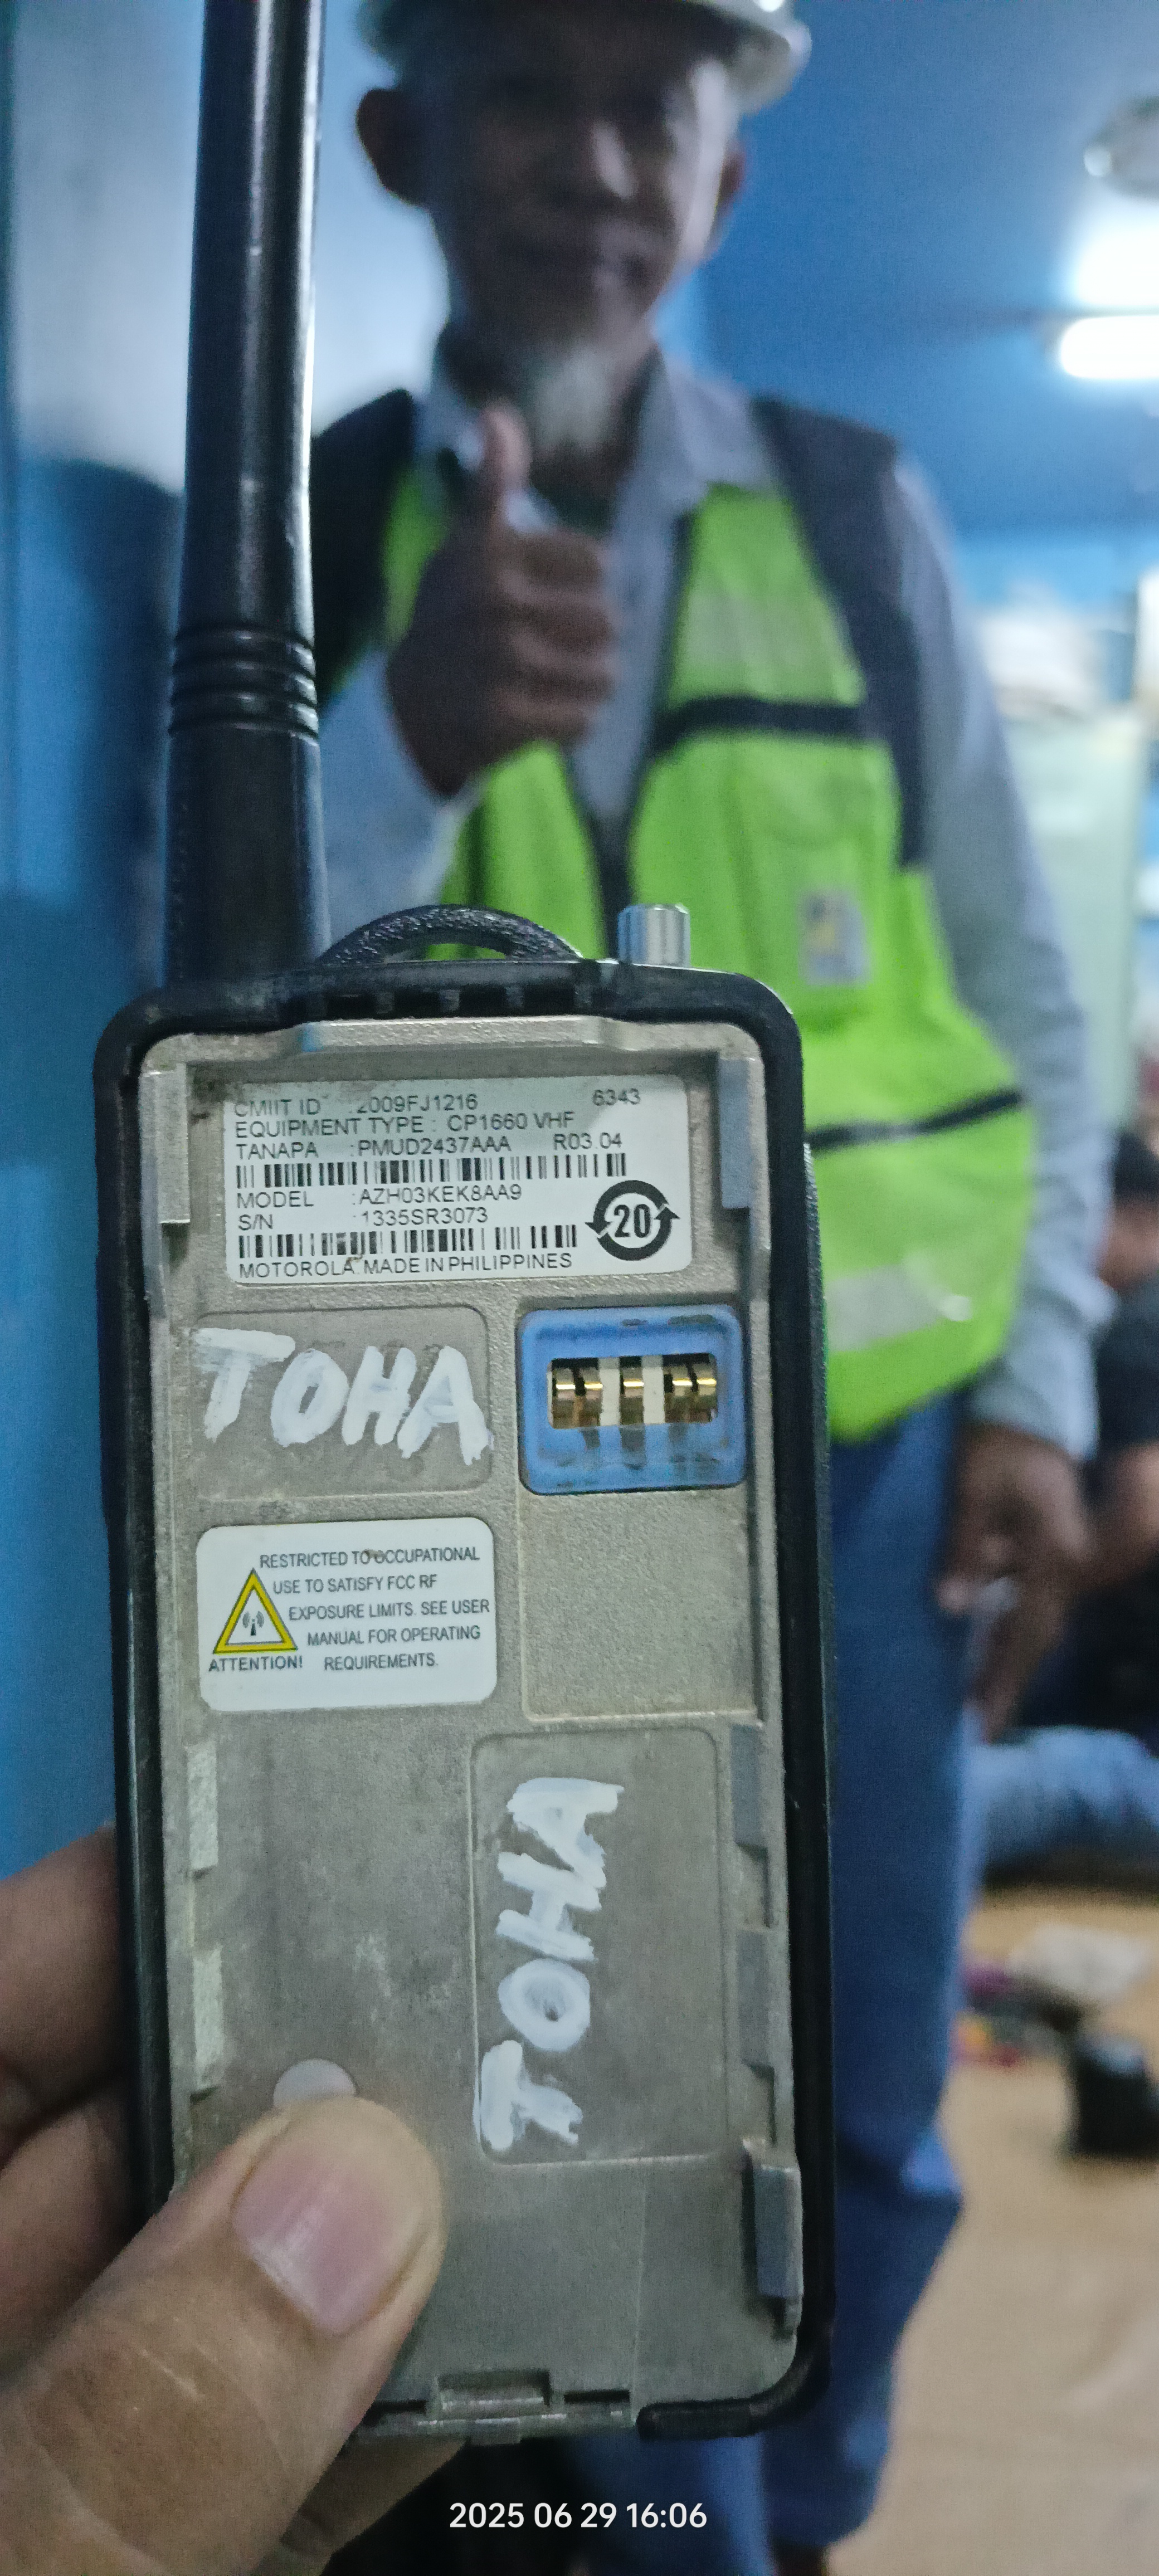 CMIIT ID : 2009FJ1216 6343
EQUIPMENT TYPE : CP1660 VHF
TANAPA : PMUD2437AAA R03.04
MODEL : AZH03KEK8AA9
S/N : 1335SR3073
20
MOTOROLA. MADE IN PHILIPPINES
TOHA
RESTRICTED TO OCCUPATIONAL
USE TO SATISFY FCC RF
EXPOSURE LIMITS. SEE USER
MANUAL FOR OPERATING
ATTENTION! REQUIREMENTS.
TOHA
2025 06 29 16:06